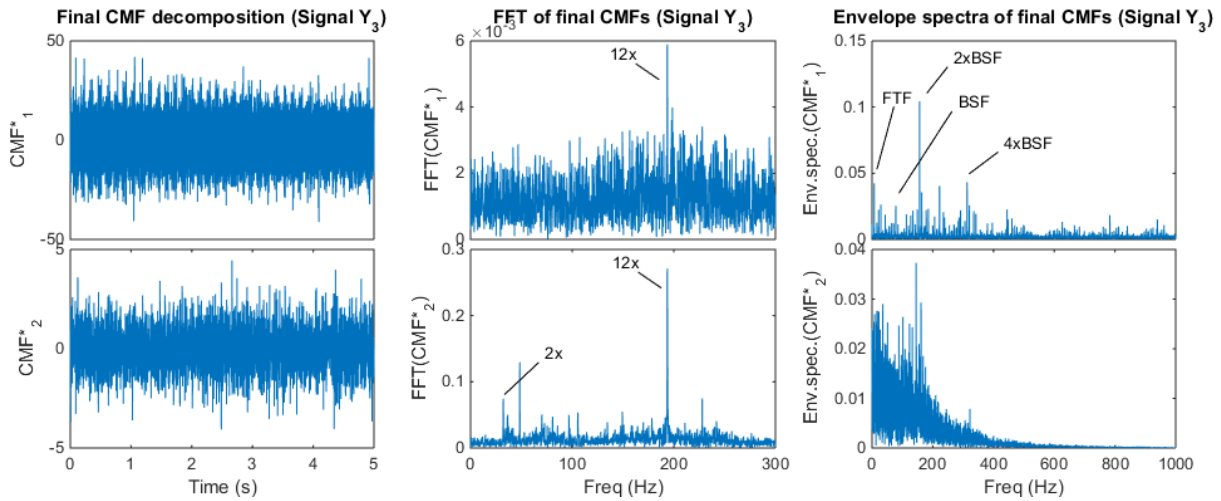 Final CMF decomposition (Signal Y3)
50
0
-50
CMF*1
5
0
-5
CMF*2
0 1 2 3 4 5
Time (s)
FFT of final CMFs (Signal Y3)
× 10-3
6
4
2
0
FFT(CMF*1)
12x
0.3
0.2
0.1
0
FFT(CMF*2)
12x
2x
0 100 200 300
Freq (Hz)
Envelope spectra of final CMFs (Signal Y3)
0.15
0.1
0.05
0
Env.spec.(CMF*1)
2xBSF
FTF
BSF
4xBSF
0.04
0.03
0.02
0.01
0
Env.spec.(CMF*2)
0 200 400 600 800 1000
Freq (Hz)